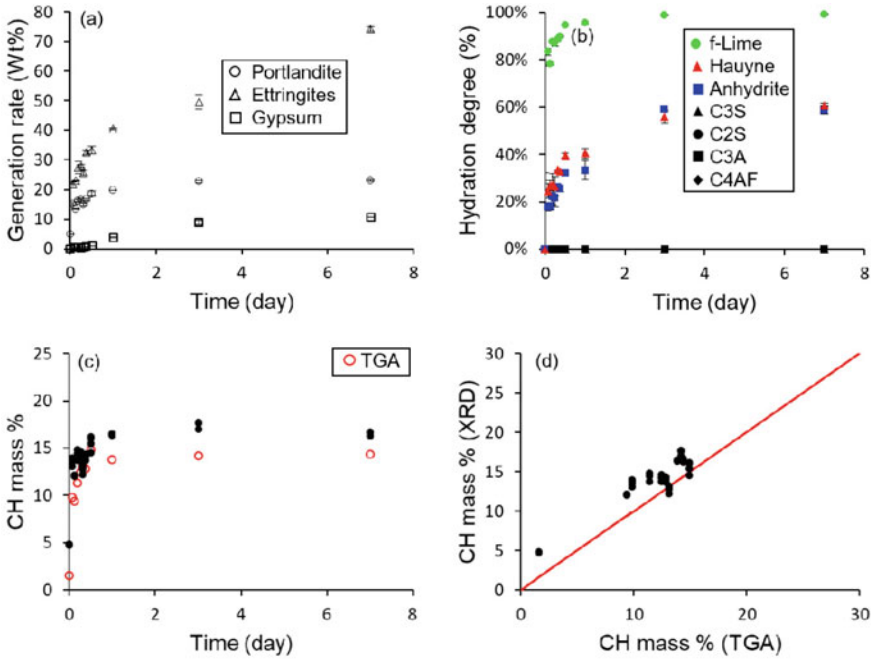 (a)
Generation rate (Wt%)
80
70
60
50
40
30
20
10
0
Portlandite
Ettringites
Gypsum
0
2
4
6
8
Time (day)
(b)
Hydration degree (%)
100%
80%
60%
40%
20%
0%
f-Lime
Hauyne
Anhydrite
C3S
C2S
C3A
C4AF
0
2
4
6
8
Time (day)
(c)
CH mass %
25
20
15
10
5
0
TGA
0
2
4
6
8
Time (day)
(d)
CH mass % (XRD)
30
25
20
15
10
5
0
0
10
20
30
CH mass % (TGA)